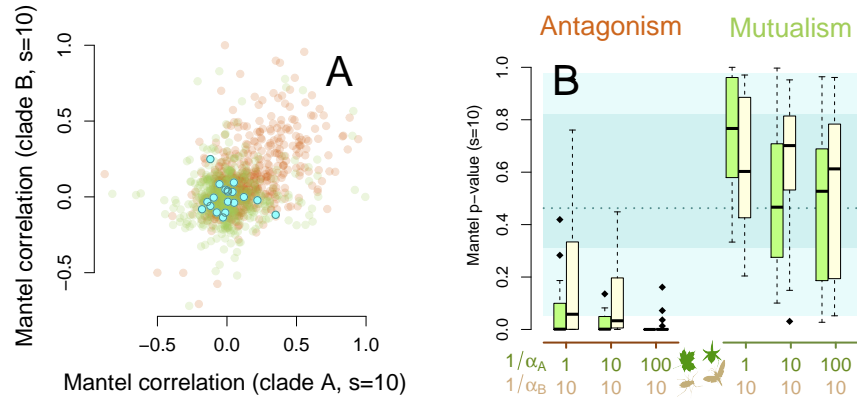 A
Mantel correlation (clade B, s=10)
1.0
0.5
0.0
−0.5
−0.5 0.0 0.5 1.0
Mantel correlation (clade A, s=10)
Antagonism Mutualism
B
Mantel p-value (s=10)
1.0
0.8
0.6
0.4
0.2
0.0
1/αA 1 10 100 1 10 100
1/αB 10 10 10 10 10 10